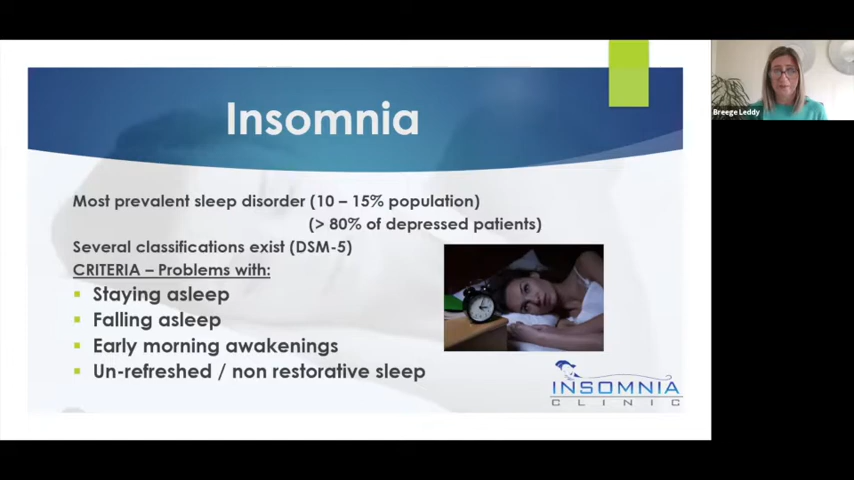 Insomnia
Breege Leddy
Most prevalent sleep disorder (10 – 15% population)
(> 80% of depressed patients)
Several classifications exist (DSM-5)
CRITERIA – Problems with:
Staying asleep
Falling asleep
Early morning awakenings
Un-refreshed / non restorative sleep
INSOMNIA
CLINIC